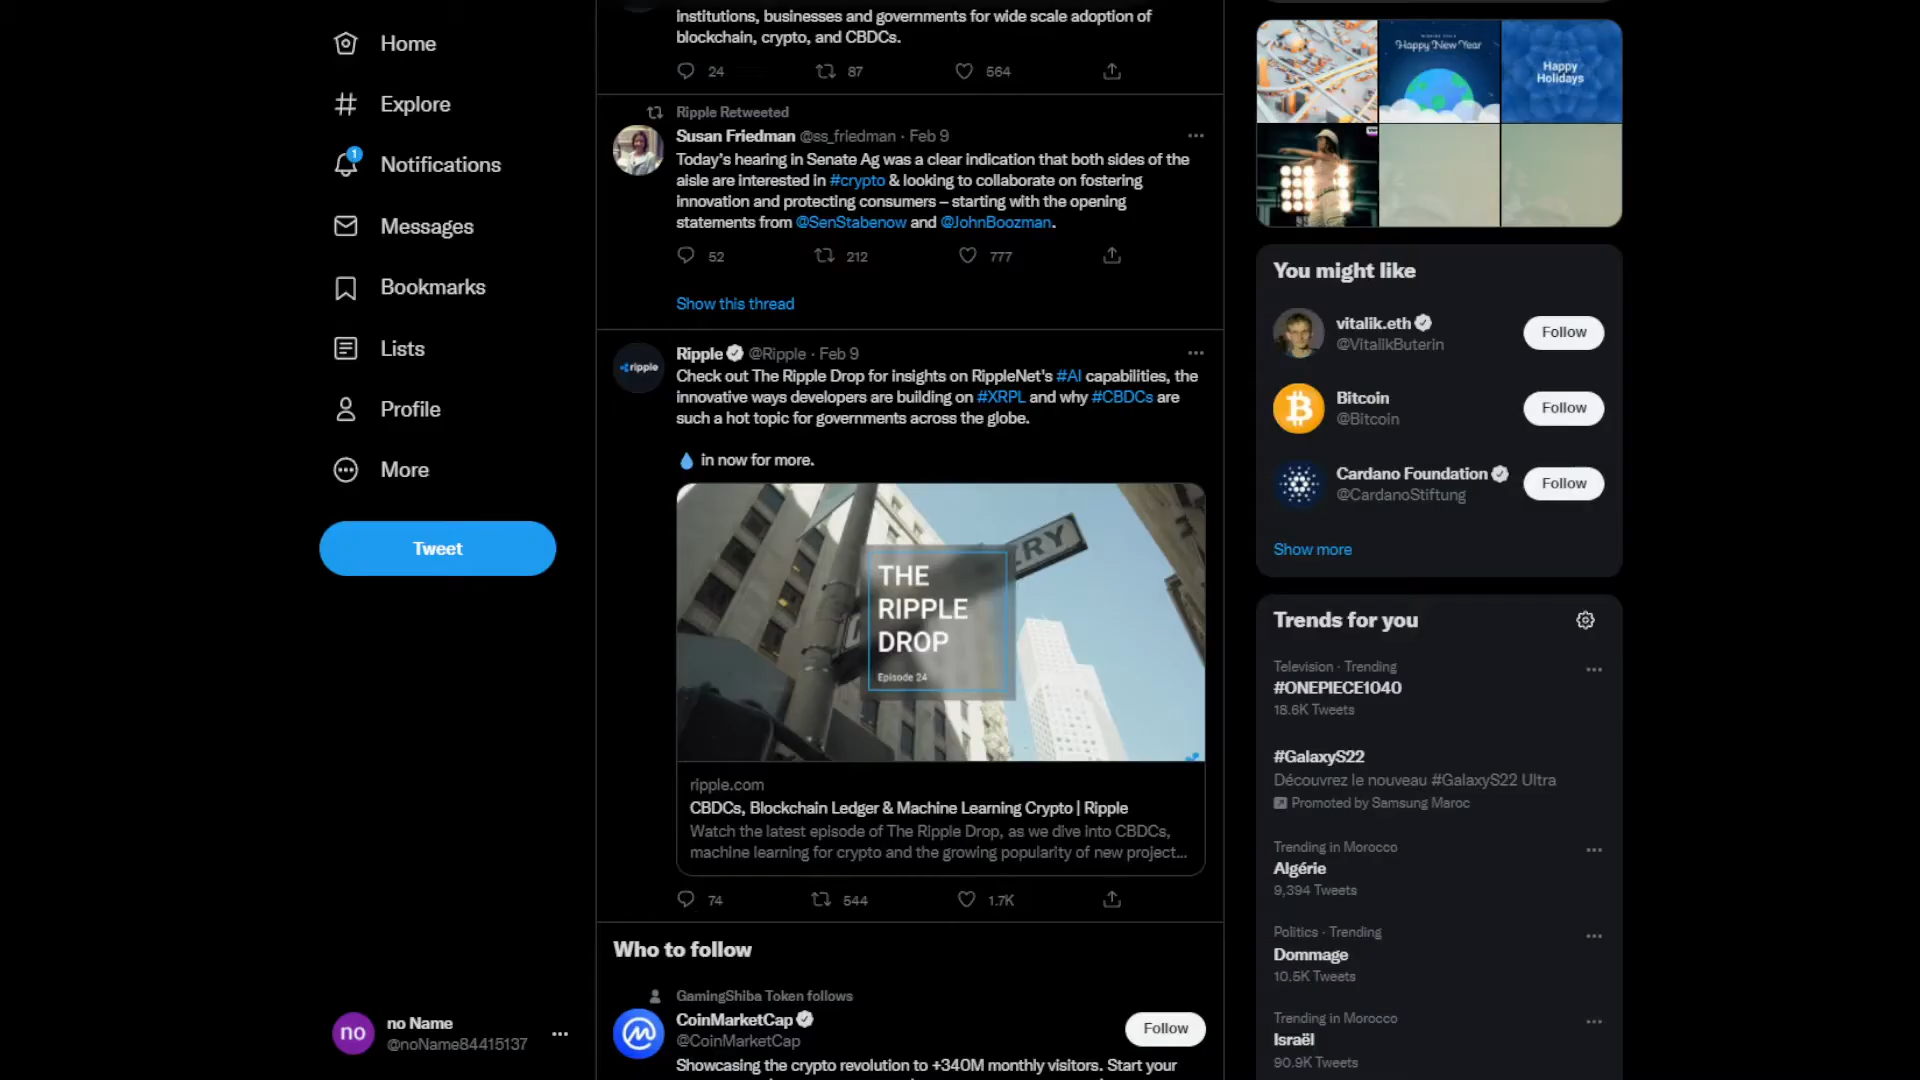 Home
Explore
1
Notifications
Messages
Bookmarks
Lists
Profile
More
Tweet
no
no Name
@noName84415137
institutions, businesses and governments for wide scale adoption of
blockchain, crypto, and CBDCs.
24 87 564
Ripple Retweeted
Susan Friedman @ss_friedman · Feb 9
Today's hearing in Senate Ag was a clear indication that both sides of the
aisle are interested in #crypto & looking to collaborate on fostering
innovation and protecting consumers – starting with the opening
statements from @SenStabenow and @JohnBoozman.
52 212 777
Show this thread
ripple
Ripple @Ripple · Feb 9
Check out The Ripple Drop for insights on RippleNet's #AI capabilities, the
innovative ways developers are building on #XRPL and why #CBDCs are
such a hot topic for governments across the globe.
in now for more.
THE
RIPPLE
DROP
Episode 24
ripple.com
CBDCs, Blockchain Ledger & Machine Learning Crypto | Ripple
Watch the latest episode of The Ripple Drop, as we dive into CBDCs,
machine learning for crypto and the growing popularity of new project...
74 544 1.7K
Who to follow
GamingShiba Token follows
CoinMarketCap
@CoinMarketCap
Follow
Showcasing the crypto revolution to +340M monthly visitors. Start your
Happy New Year
Happy
Holidays
You might like
vitalik.eth
@VitalikButerin
Follow
Bitcoin
@Bitcoin
Follow
Cardano Foundation
@CardanoStiftung
Follow
Show more
Trends for you
Television · Trending
#ONEPIECE1040
18.6K Tweets
#GalaxyS22
Découvrez le nouveau #GalaxyS22 Ultra
Promoted by Samsung Maroc
Trending in Morocco
Algérie
9,394 Tweets
Politics · Trending
Dommage
10.5K Tweets
Trending in Morocco
Israël
90.9K Tweets